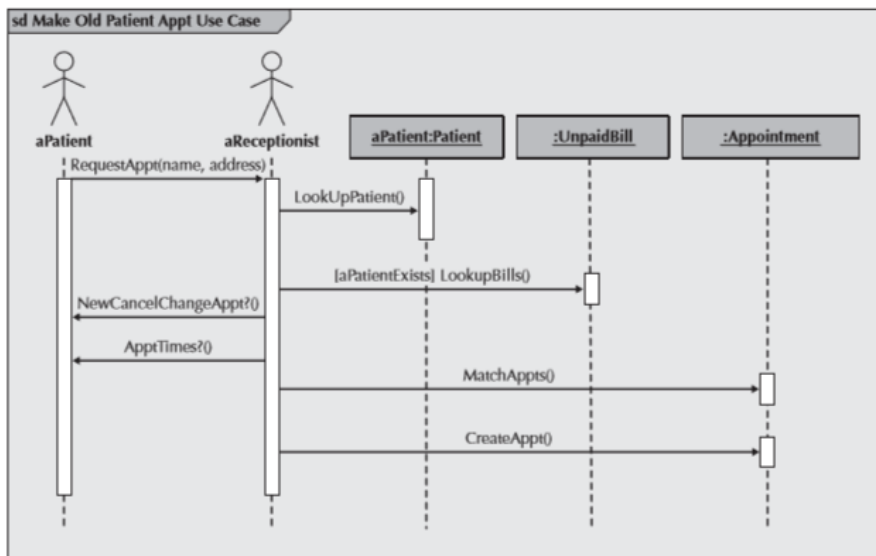 sd Make Old Patient Appt Use Case
aPatient
aReceptionist
aPatient:Patient
:UnpaidBill
:Appointment
RequestAppt(name, address)
LookUpPatient()
[aPatientExists] LookupBills()
NewCancelChangeAppt?()
ApptTimes?()
MatchAppts()
CreateAppt()